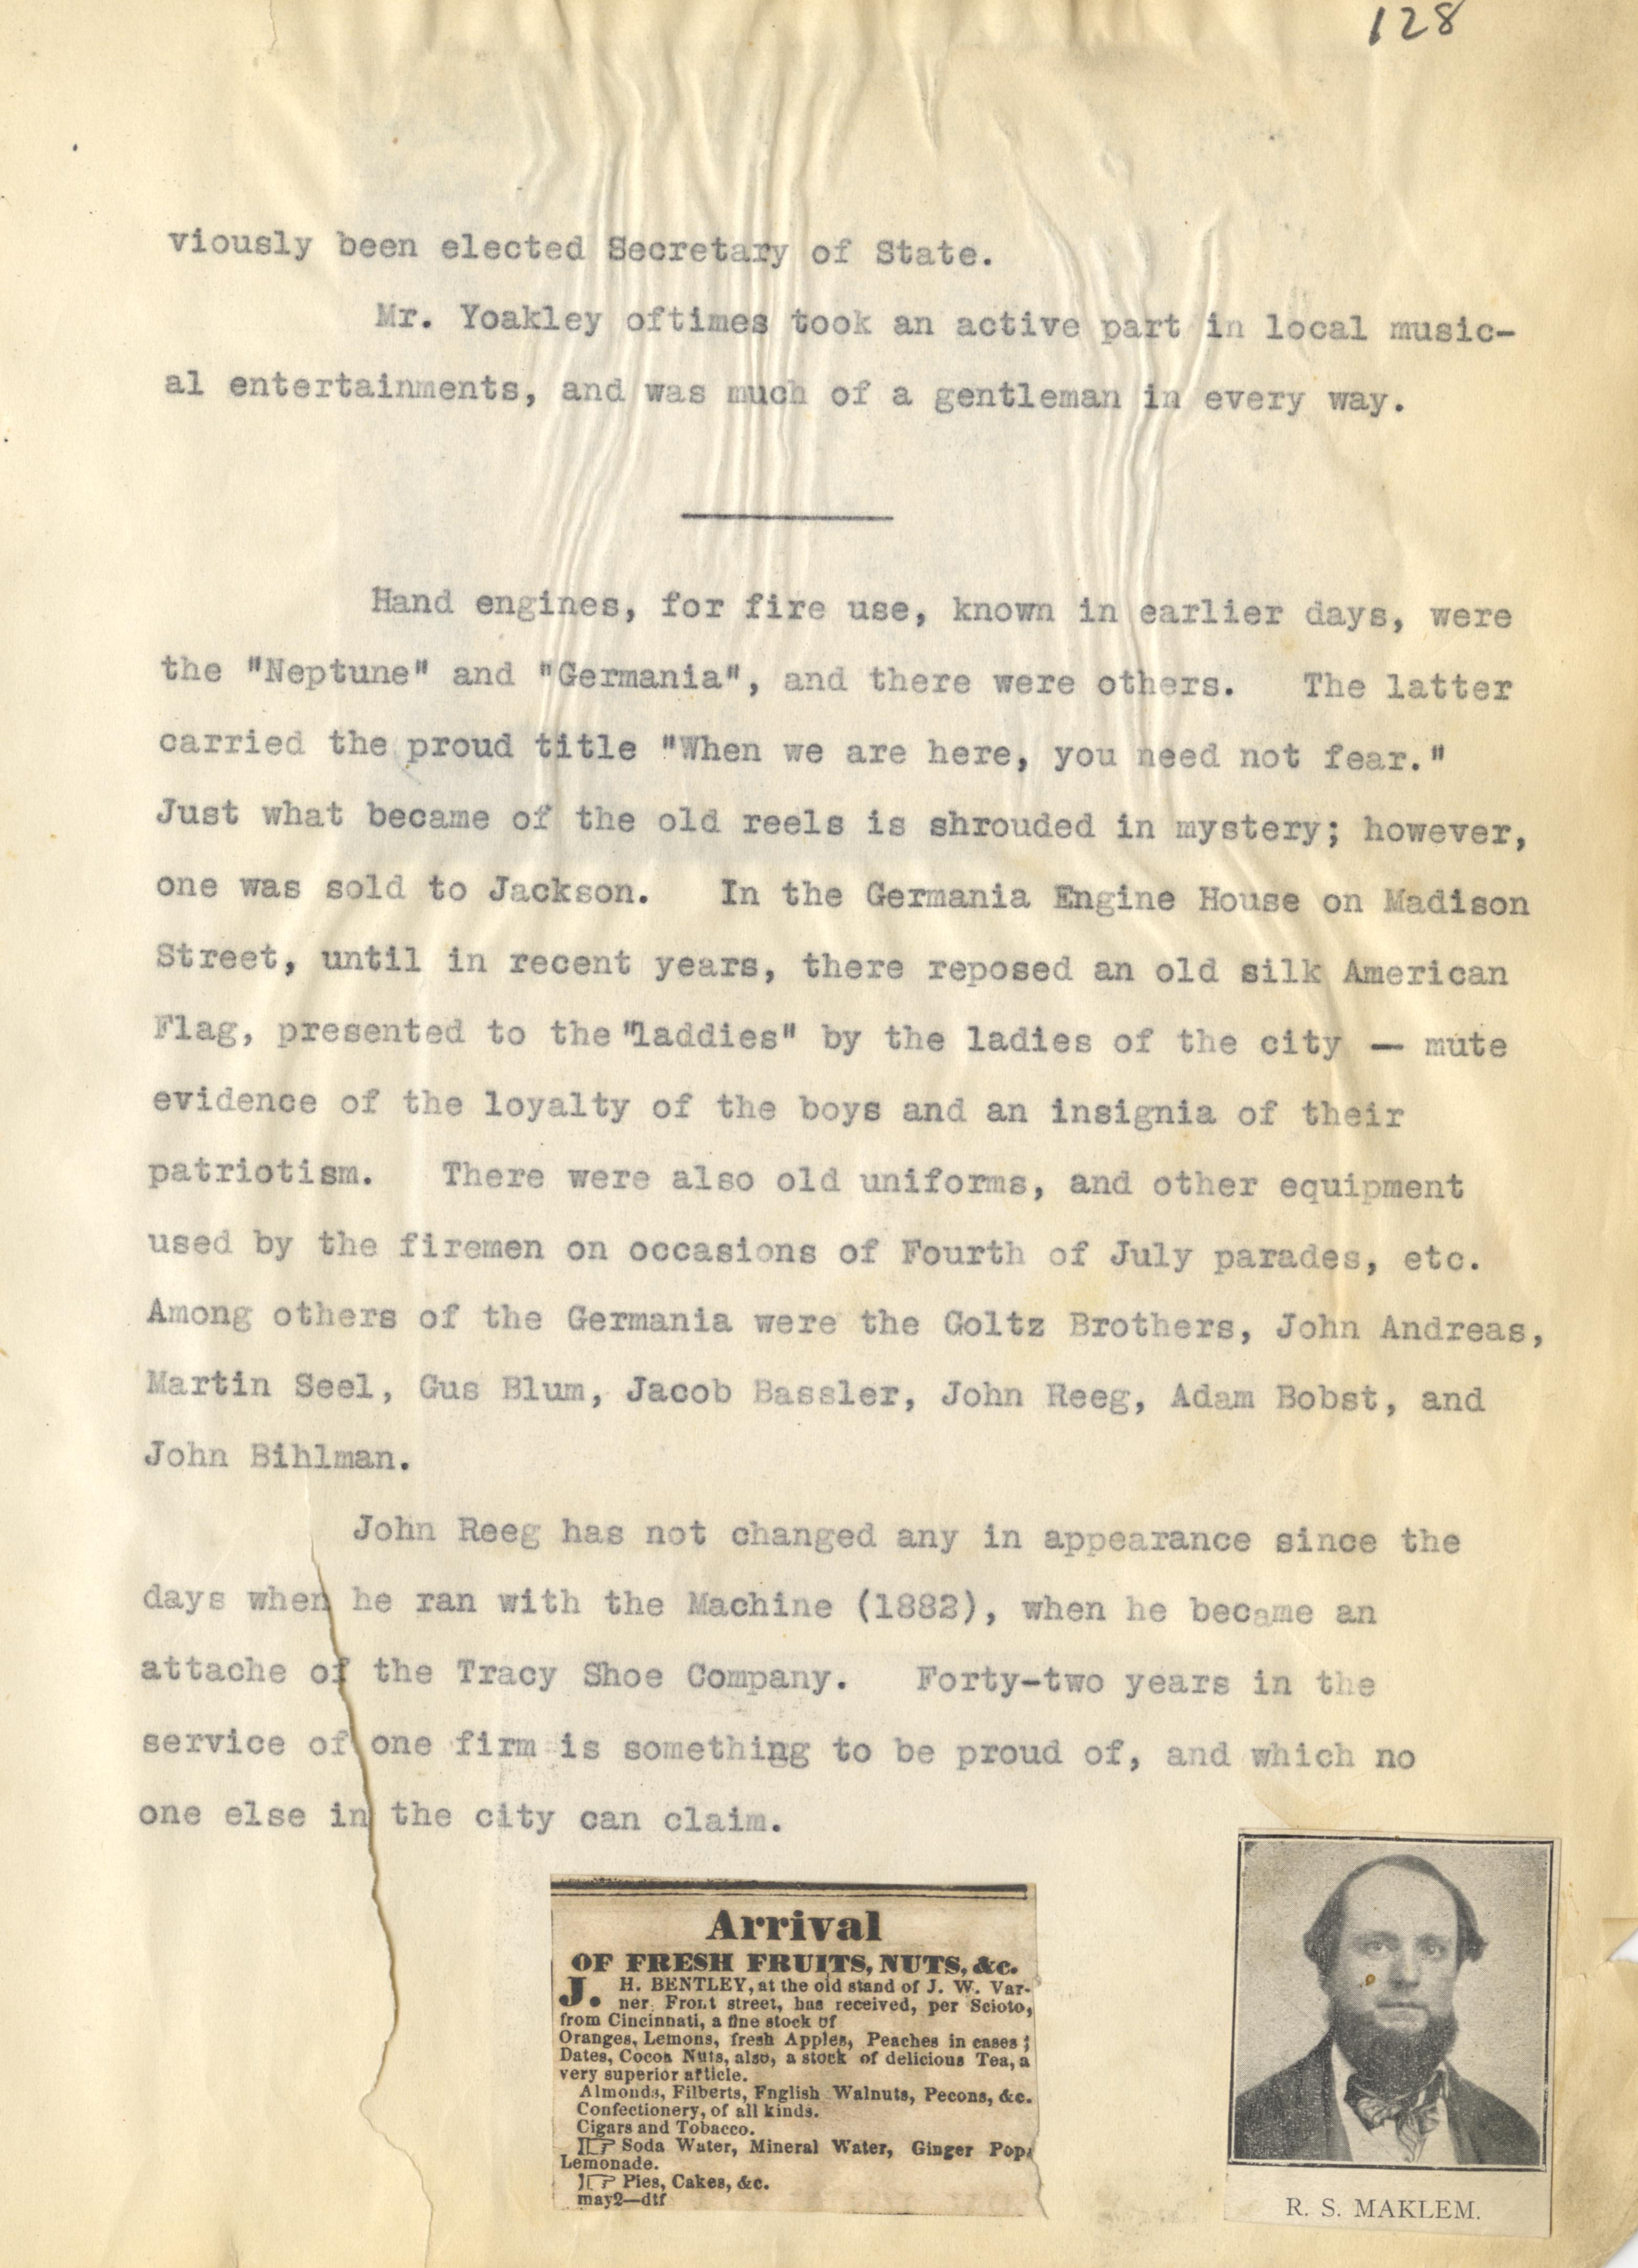 128
viously been elected Secretary of State.
Mr. Yoakley oftimes took an active part in local music-
al entertainments, and was much of a gentleman in every way.
Hand engines, for fire use, known in earlier days, were
the "Neptune" and "Germania", and there were others. The latter
carried the proud title "When we are here, you need not fear."
Just what became of the old reels is shrouded in mystery; however,
one was sold to Jackson. In the Germania Engine House on Madison
Street, until in recent years, there reposed an old silk American
Flag, presented to the "laddies" by the ladies of the city — mute
evidence of the loyalty of the boys and an insignia of their
patriotism. There were also old uniforms, and other equipment
used by the firemen on occasions of Fourth of July parades, etc.
Among others of the Germania were the Goltz Brothers, John Andreas,
Martin Seel, Gus Blum, Jacob Bassler, John Reeg, Adam Bobst, and
John Bihlman.
John Reeg has not changed any in appearance since the
days when he ran with the Machine (1882), when he became an
attache of the Tracy Shoe Company. Forty-two years in the
service of one firm is something to be proud of, and which no
one else in the city can claim.
Arrival
OF FRESH FRUITS, NUTS, &c.
J. H. BENTLEY, at the old stand of J. W. Var-
ner, Front street, has received, per Scioto,
from Cincinnati, a fine stock of
Oranges, Lemons, fresh Apples, Peaches in cases;
Dates, Cocoa Nuts, also, a stock of delicious Tea, a
very superior article.
Almonds, Filberts, Fnglish Walnuts, Pecons, &c.
Confectionery, of all kinds.
Cigars and Tobacco.
☞ Soda Water, Mineral Water, Ginger Pop,
Lemonade.
☞ Pies, Cakes, &c.
may2—dtf
R. S. MAKLEM.